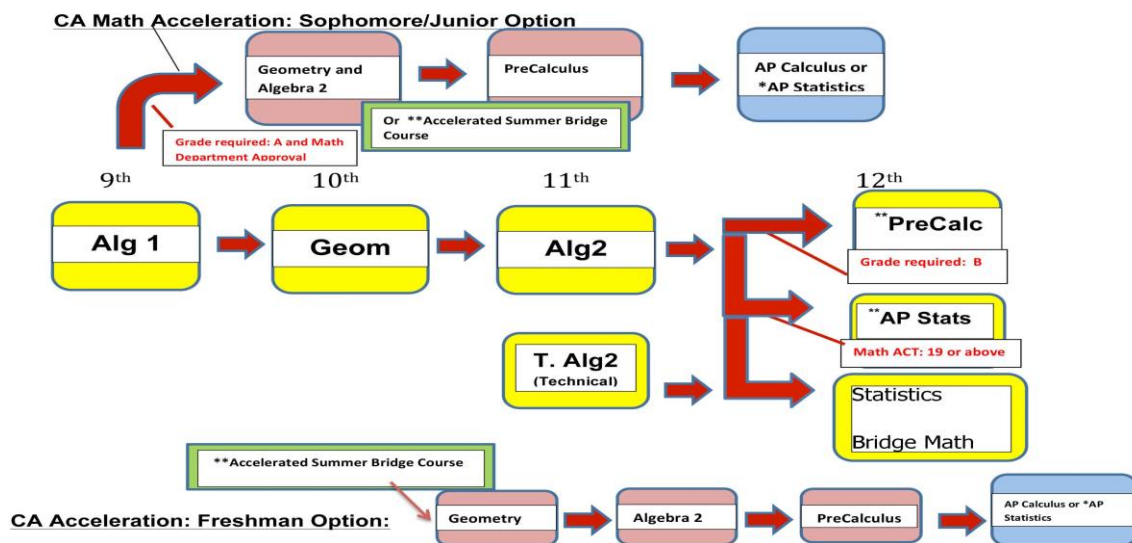 CA Math Acceleration: Sophomore/Junior Option
Geometry and
Algebra 2
PreCalculus
AP Calculus or
*AP Statistics
Or **Accelerated Summer Bridge
Course
Grade required: A and Math
Department Approval
9th
10th
11th
12th
Alg 1
Geom
Alg2
**PreCalc
Grade required: B
**AP Stats
Math ACT: 19 or above
T. Alg2
(Technical)
Statistics
Bridge Math
**Accelerated Summer Bridge Course
CA Acceleration: Freshman Option:
Geometry
Algebra 2
PreCalculus
AP Calculus or *AP
Statistics